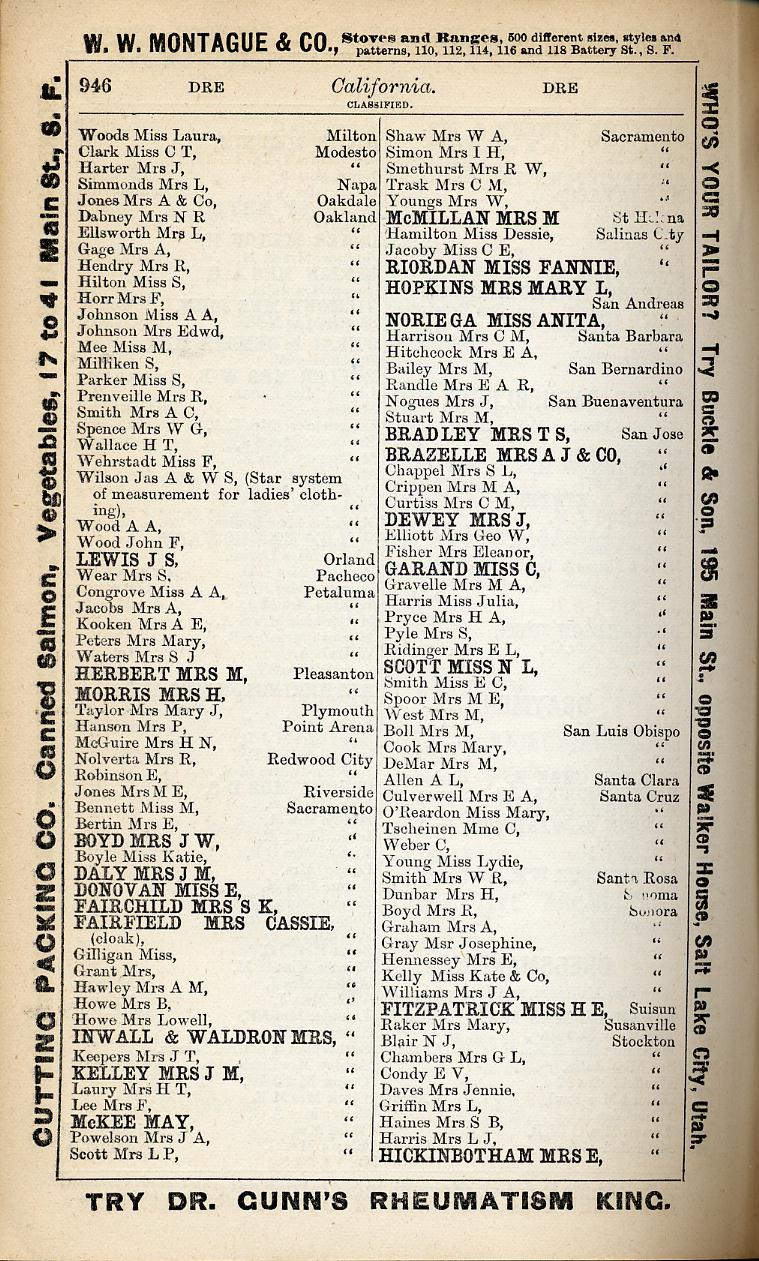 W. W. MONTAGUE & CO., Stoves and Ranges, 500 different sizes, styles and
patterns, 110, 112, 114, 116 and 118 Battery St., S. F.
CUTTING PACKING CO. Canned Salmon, Vegetables, 17 to 41 Main St., S. F.
946 DRE California. DRE
CLASSIFIED.
Woods Miss Laura, Milton
Clark Miss C T, Modesto
Harter Mrs J, “
Simmonds Mrs L, Napa
Jones Mrs A & Co, Oakdale
Dabney Mrs N R Oakland
Ellsworth Mrs L, “
Gage Mrs A, “
Hendry Mrs R, “
Hilton Miss S, “
Horr Mrs F, “
Johnson Miss A A, “
Johnson Mrs Edwd, “
Mee Miss M, “
Milliken S, “
Parker Miss S, “
Prenveille Mrs R, “
Smith Mrs A C, “
Spence Mrs W G, “
Wallace H T, “
Wehrstadt Miss F, “
Wilson Jas A & W S, (Star system
of measurement for ladies' cloth-
ing), “
Wood A A, “
Wood John F, “
LEWIS J S, Orland
Wear Mrs S, Pacheco
Congrove Miss A A, Petaluma
Jacobs Mrs A, “
Kooken Mrs A E, “
Peters Mrs Mary, “
Waters Mrs S J “
HERBERT MRS M, Pleasanton
MORRIS MRS H, “
Taylor Mrs Mary J, Plymouth
Hanson Mrs P, Point Arena
McGuire Mrs H N, “
Nolverta Mrs R, Redwood City
Robinson E, “
Jones Mrs M E, Riverside
Bennett Miss M, Sacramento
Bertin Mrs E, “
BOYD MRS J W, “
Boyle Miss Katie, “
DALY MRS J M, “
DONOVAN MISS E, “
FAIRCHILD MRS S K, “
FAIRFIELD MRS CASSIE,
(cloak), “
Gilligan Miss, “
Grant Mrs, “
Hawley Mrs A M, “
Howe Mrs B, “
Howe Mrs Lowell, “
INWALL & WALDRON MRS, “
Keepers Mrs J T, “
KELLEY MRS J M, “
Laury Mrs H T, “
Lee Mrs F, “
McKEE MAY, “
Powelson Mrs J A, “
Scott Mrs L P, “
Shaw Mrs W A, Sacramento
Simon Mrs I H, “
Smethurst Mrs R W, “
Trask Mrs C M, “
Youngs Mrs W, “
McMILLAN MRS M St Helena
Hamilton Miss Dessie, Salinas City
Jacoby Miss C E, “
RIORDAN MISS FANNIE, “
HOPKINS MRS MARY L,
San Andreas
NORIEGA MISS ANITA, “
Harrison Mrs C M, Santa Barbara
Hitchcock Mrs E A, “
Bailey Mrs M, San Bernardino
Randle Mrs E A R, “
Nogues Mrs J, San Buenaventura
Stuart Mrs M, “
BRADLEY MRS T S, San Jose
BRAZELLE MRS A J & CO, “
Chappel Mrs S L, “
Crippen Mrs M A, “
Curtiss Mrs C M, “
DEWEY MRS J, “
Elliott Mrs Geo W, “
Fisher Mrs Eleanor, “
GARAND MISS C, “
Gravelle Mrs M A, “
Harris Miss Julia, “
Pryce Mrs H A, “
Pyle Mrs S, “
Ridinger Mrs E L, “
SCOTT MISS N L, “
Smith Miss E C, “
Spoor Mrs M E, “
West Mrs M, “
Boll Mrs M, San Luis Obispo
Cook Mrs Mary, “
DeMar Mrs M, “
Allen A L, Santa Clara
Culverwell Mrs E A, Santa Cruz
O'Reardon Miss Mary, “
Tscheinen Mme C, “
Weber C, “
Young Miss Lydie, “
Smith Mrs W R, Santa Rosa
Dunbar Mrs H, Sonoma
Boyd Mrs R, Sonora
Graham Mrs A, “
Gray Msr Josephine, “
Hennessey Mrs E, “
Kelly Miss Kate & Co, “
Williams Mrs J A, “
FITZPATRICK MISS H E, Suisun
Raker Mrs Mary, Susanville
Blair N J, Stockton
Chambers Mrs G L, “
Condy E V, “
Daves Mrs Jennie, “
Griffin Mrs L, “
Haines Mrs S B, “
Harris Mrs L J, “
HICKINBOTHAM MRS E, “
WHO'S YOUR TAILOR? Try Buckle & Son, 195 Main St., opposite Walker House, Salt Lake City, Utah.
TRY DR. GUNN'S RHEUMATISM KING.